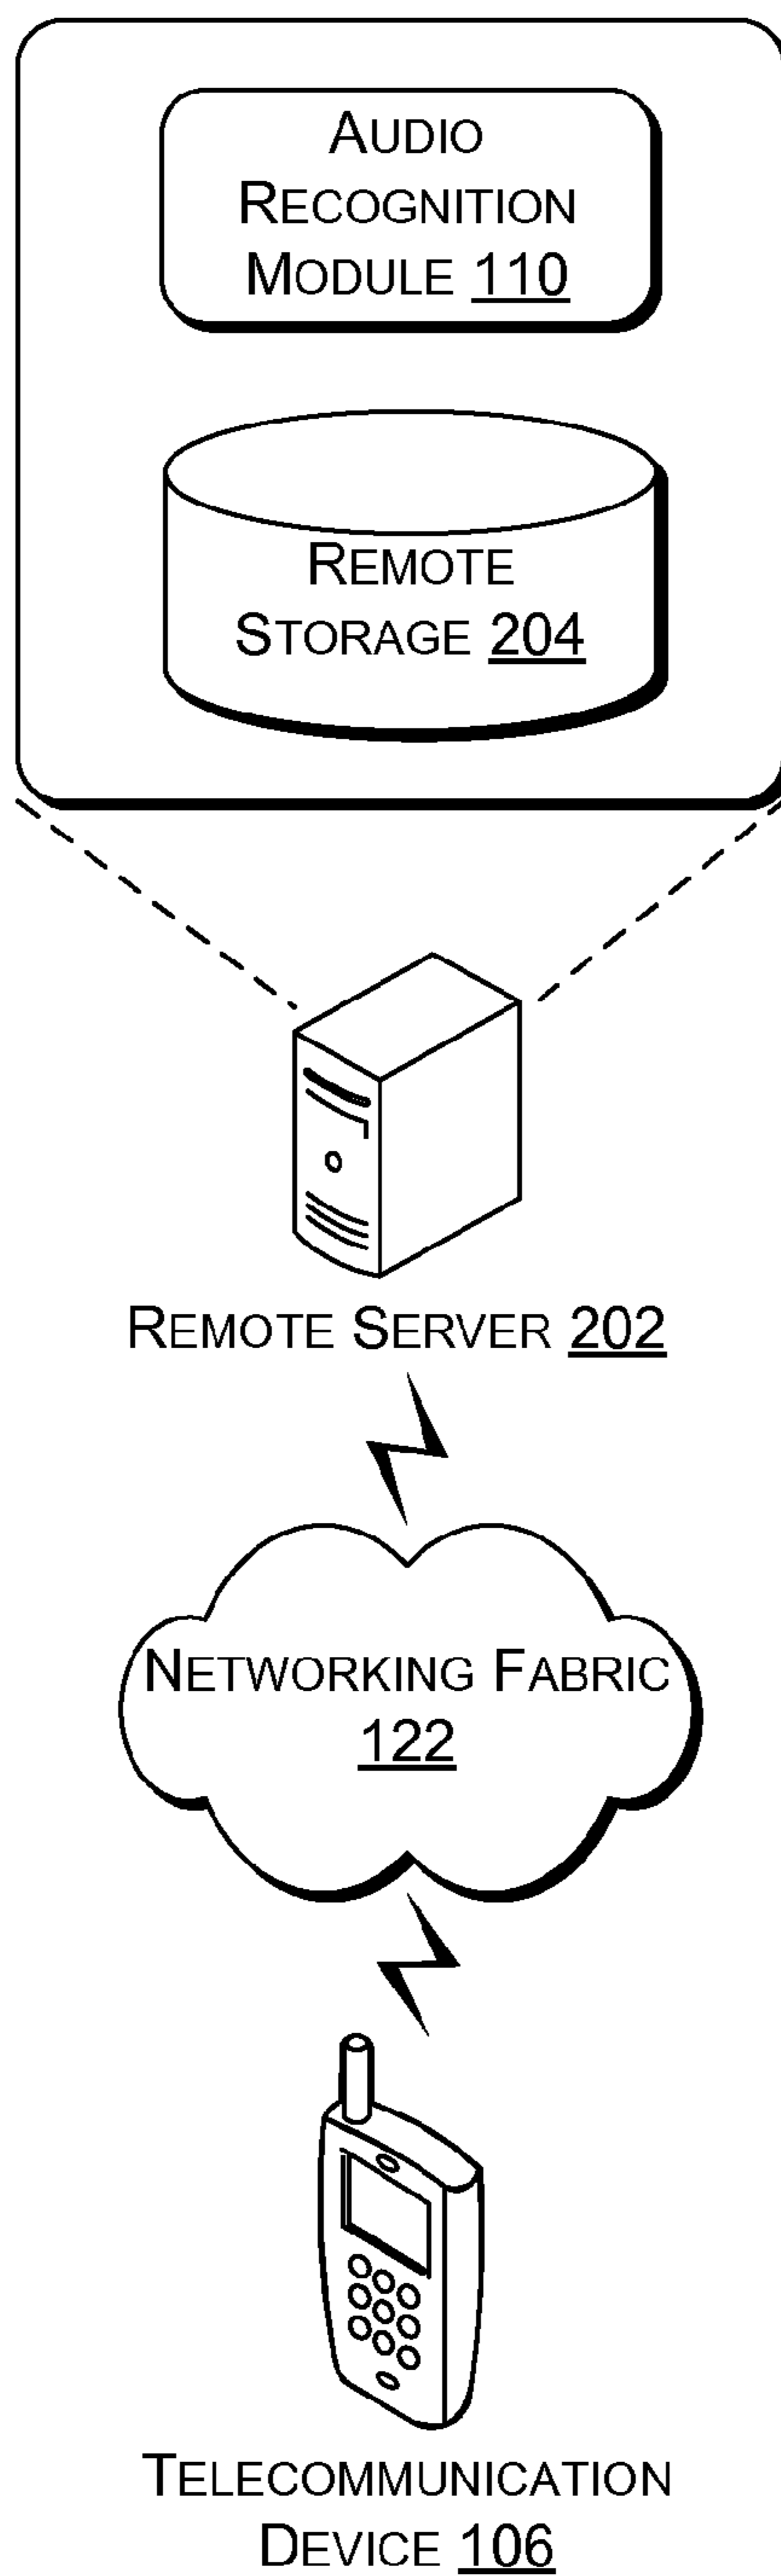 AUDIO
RECOGNITION
MODULE 110
REMOTE
STORAGE 204
REMOTE SERVER 202
NETWORKING FABRIC
122
TELECOMMUNICATION
DEVICE 106